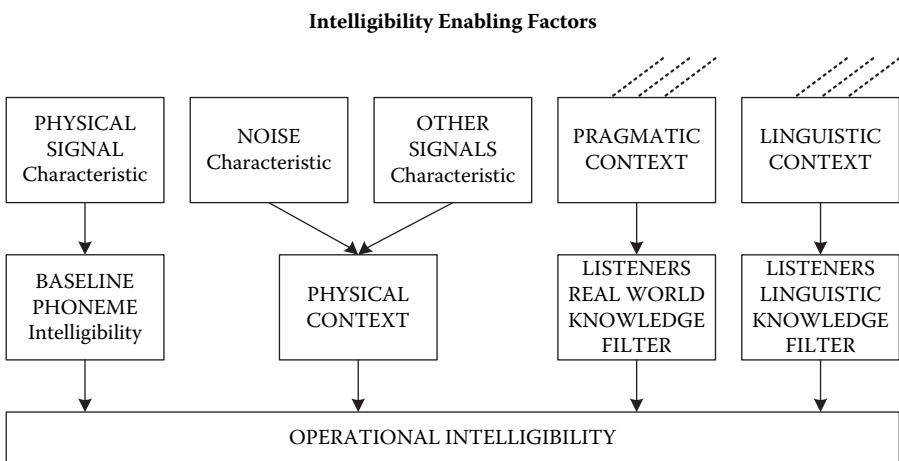 Intelligibility Enabling Factors
PHYSICAL
SIGNAL
Characteristic
NOISE
Characteristic
OTHER
SIGNALS
Characteristic
PRAGMATIC
CONTEXT
LINGUISTIC
CONTEXT
BASELINE
PHONEME
Intelligibility
PHYSICAL
CONTEXT
LISTENERS
REAL WORLD
KNOWLEDGE
FILTER
LISTENERS
LINGUISTIC
KNOWLEDGE
FILTER
OPERATIONAL INTELLIGIBILITY